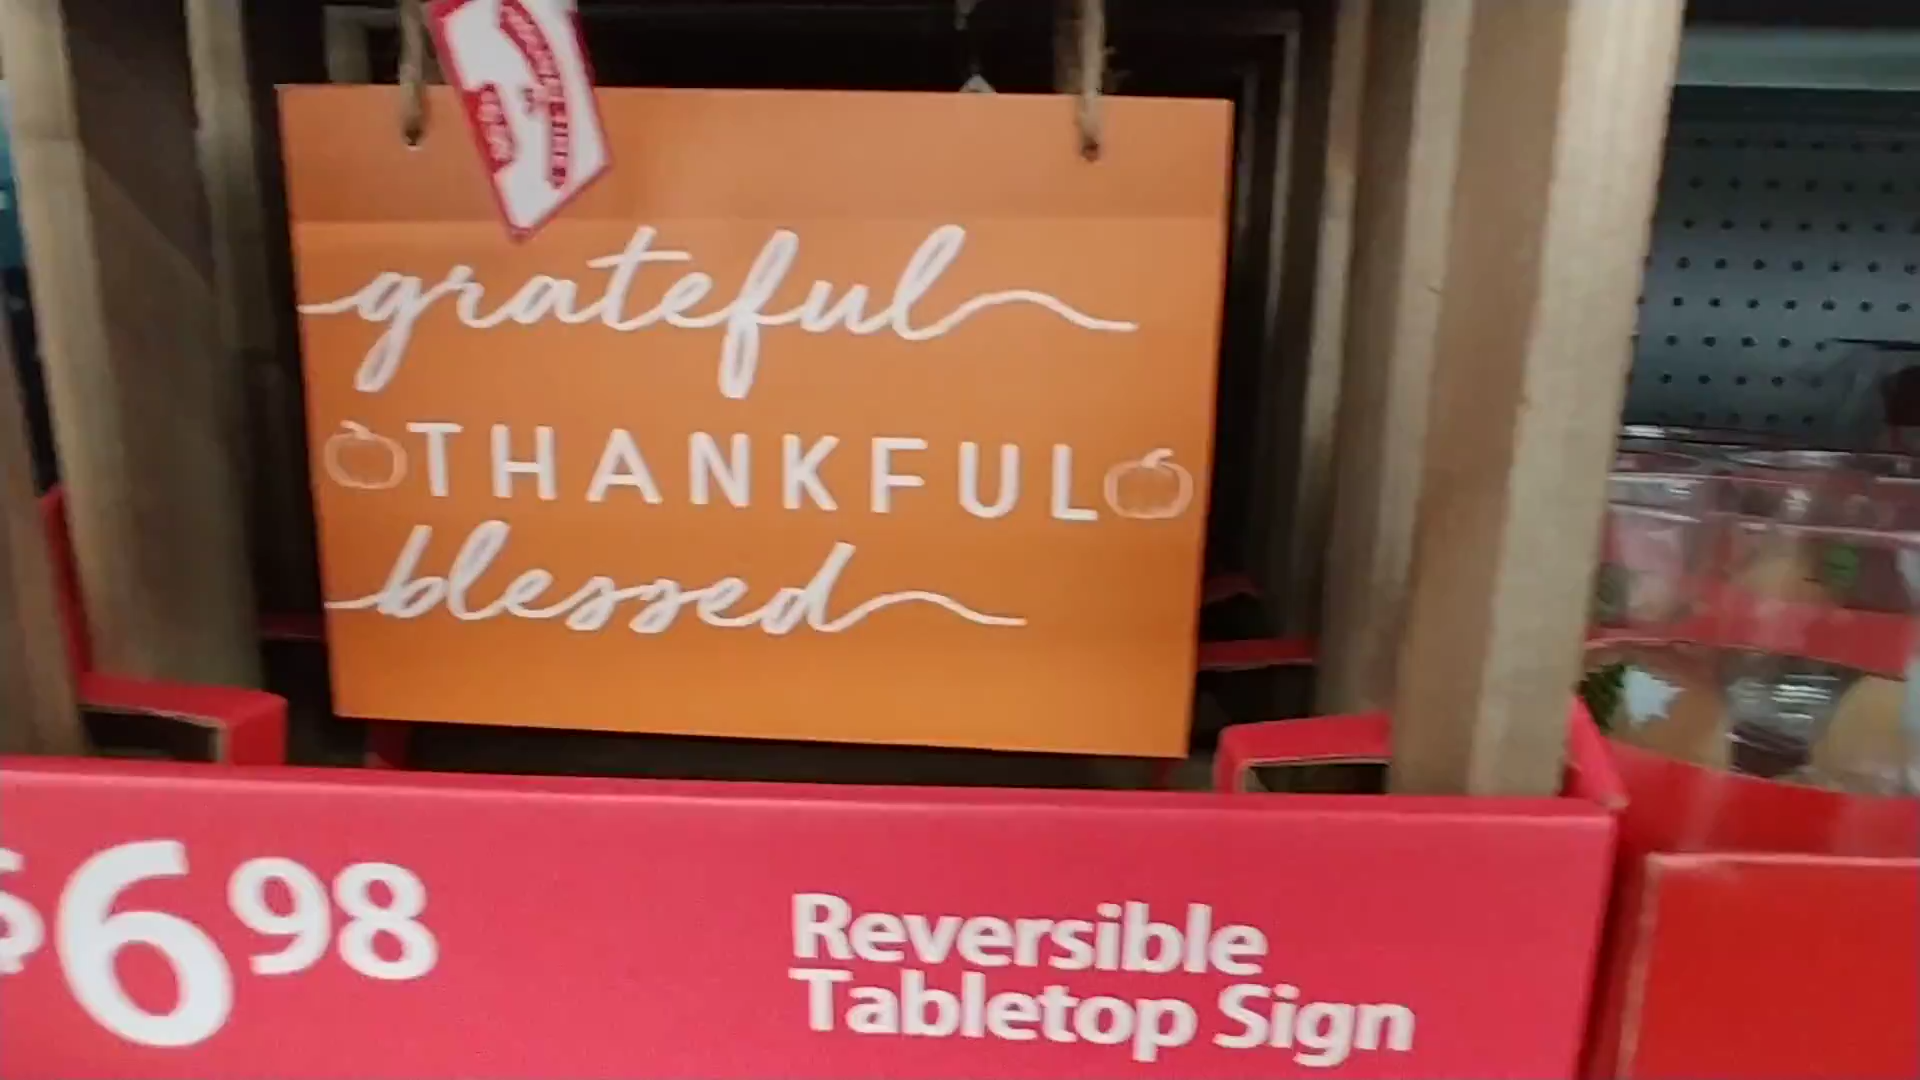 grateful
THANKFUL
blessed
$6 98
Reversible
Tabletop Sign